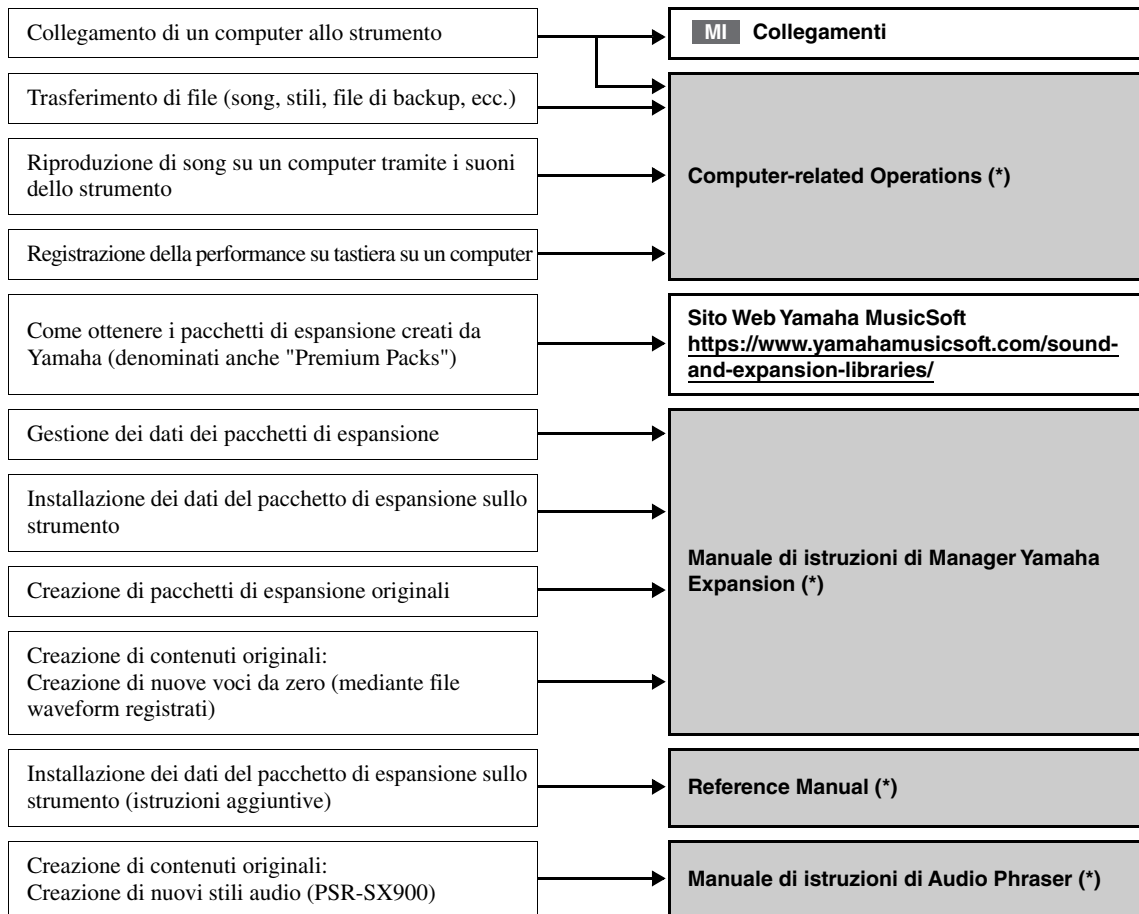 Collegamento di un computer allo strumento
MI Collegamenti
Trasferimento di file (song, stili, file di backup, ecc.)
Riproduzione di song su un computer tramite i suoni
dello strumento
Computer-related Operations (*)
Registrazione della performance su tastiera su un computer
Come ottenere i pacchetti di espansione creati da
Yamaha (denominati anche "Premium Packs")
Sito Web Yamaha MusicSoft
https://www.yamahamusicsoft.com/sound-
and-expansion-libraries/
Gestione dei dati dei pacchetti di espansione
Installazione dei dati del pacchetto di espansione sullo
strumento
Creazione di pacchetti di espansione originali
Manuale di istruzioni di Manager Yamaha
Expansion (*)
Creazione di contenuti originali:
Creazione di nuove voci da zero (mediante file
waveform registrati)
Installazione dei dati del pacchetto di espansione sullo
strumento (istruzioni aggiuntive)
Reference Manual (*)
Creazione di contenuti originali:
Creazione di nuovi stili audio (PSR-SX900)
Manuale di istruzioni di Audio Phraser (*)